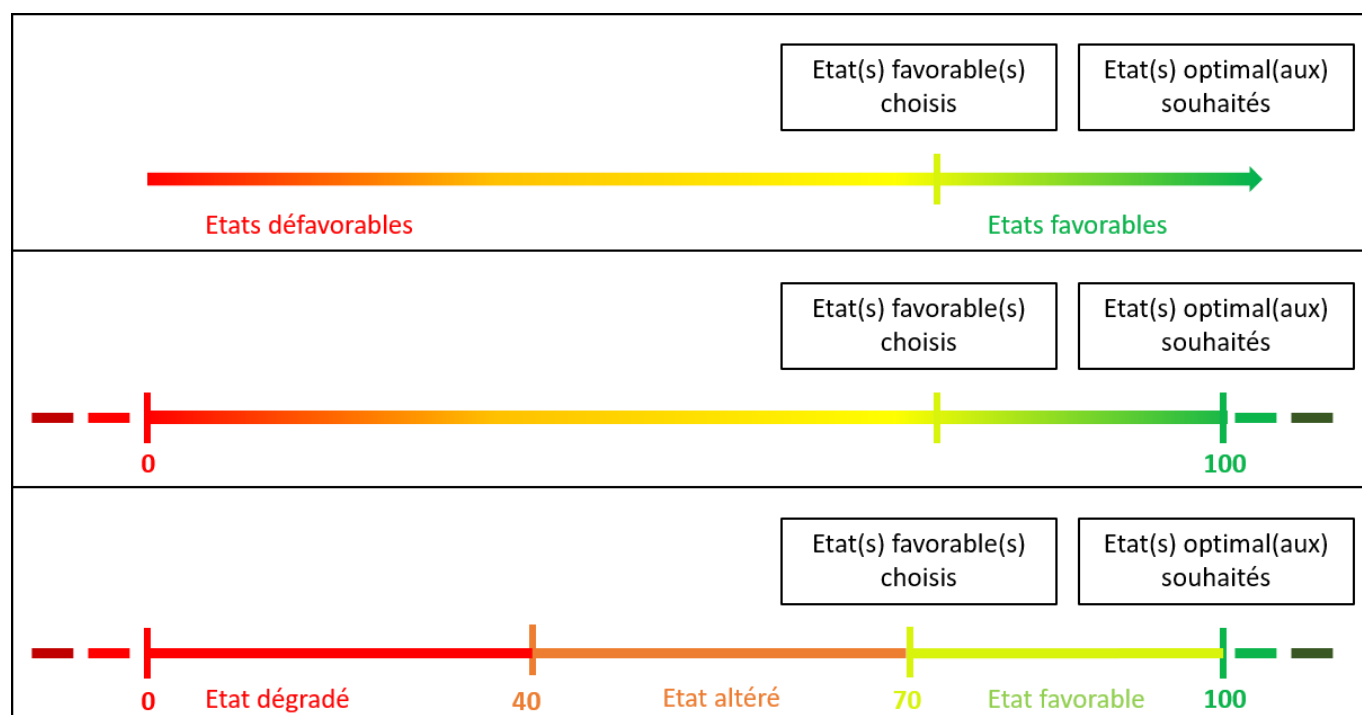 Etat(s) favorable(s)
choisis
Etat(s) optimal(aux)
souhaités
Etats défavorables
Etats favorables
Etat(s) favorable(s)
choisis
Etat(s) optimal(aux)
souhaités
0
100
Etat(s) favorable(s)
choisis
Etat(s) optimal(aux)
souhaités
0
Etat dégradé
40
Etat altéré
70
Etat favorable
100